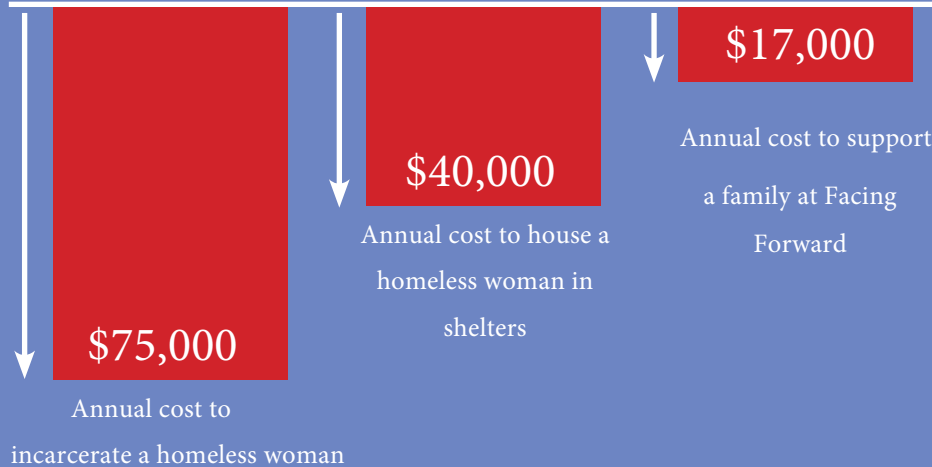 $75,000
Annual cost to
incarcerate a homeless woman
$40,000
Annual cost to house a
homeless woman in
shelters
$17,000
Annual cost to support
a family at Facing
Forward